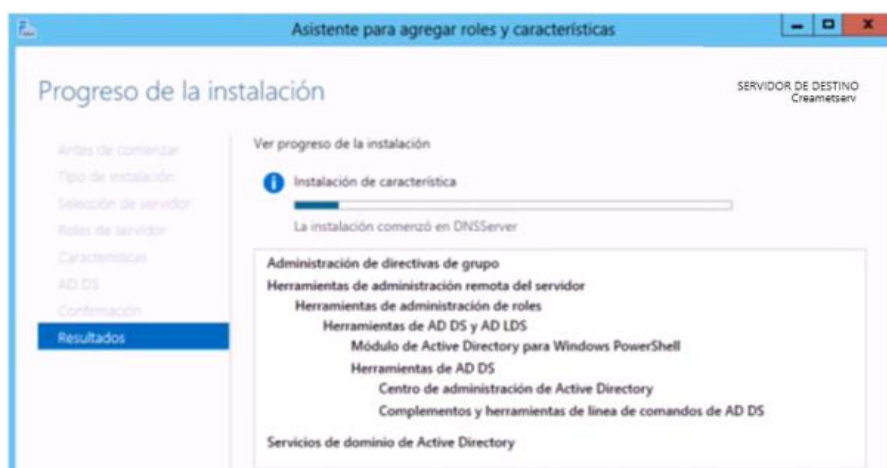 Asistente para agregar roles y características
Progreso de la instalación
SERVIDOR DE DESTINO
Creametserv
Antes de comenzar
Tipo de instalación
Selección de servidor
Roles de servidor
Características
AD DS
Confirmación
Resultados
Ver progreso de la instalación
Instalación de característica
La instalación comenzó en DNSServer
Administración de directivas de grupo
Herramientas de administración remota del servidor
Herramientas de administración de roles
Herramientas de AD DS y AD LDS
Módulo de Active Directory para Windows PowerShell
Herramientas de AD DS
Centro de administración de Active Directory
Complementos y herramientas de línea de comandos de AD DS
Servicios de dominio de Active Directory